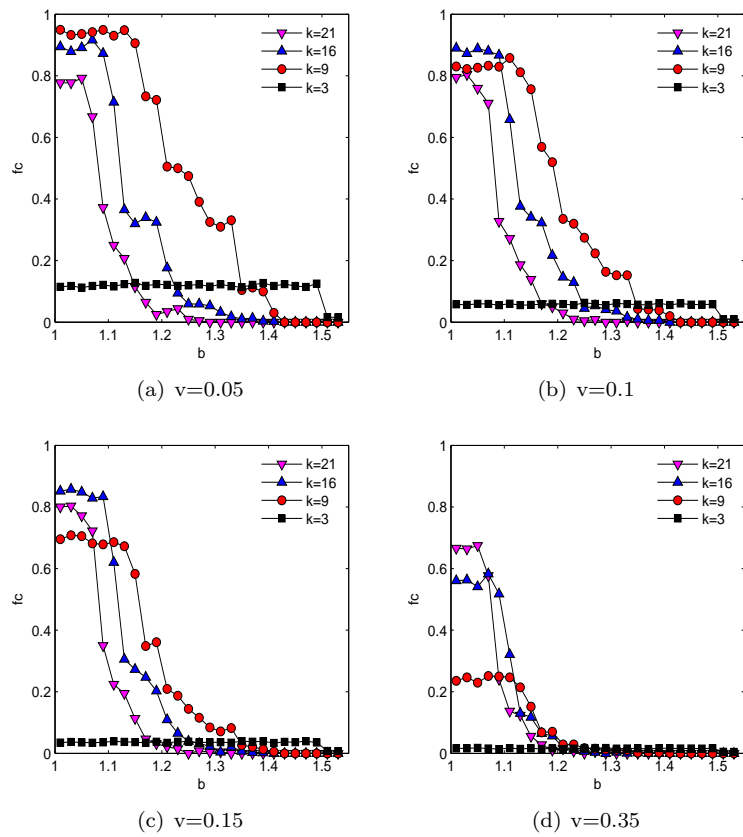 1
0.8
0.6
0.4
0.2
0
fc
1 1.1 1.2 1.3 1.4 1.5
b
k=21
k=16
k=9
k=3
(a) v=0.05
1
0.8
0.6
0.4
0.2
0
fc
1 1.1 1.2 1.3 1.4 1.5
b
k=21
k=16
k=9
k=3
(b) v=0.1
1
0.8
0.6
0.4
0.2
0
fc
1 1.1 1.2 1.3 1.4 1.5
b
k=21
k=16
k=9
k=3
(c) v=0.15
1
0.8
0.6
0.4
0.2
0
fc
1 1.1 1.2 1.3 1.4 1.5
b
k=21
k=16
k=9
k=3
(d) v=0.35